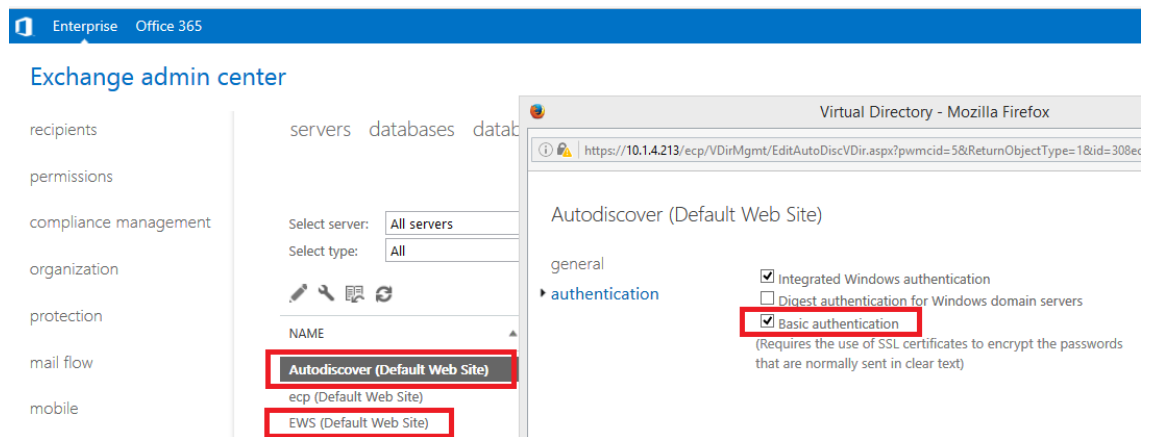 Enterprise Office 365
Exchange admin center
recipients
permissions
compliance management
organization
protection
mail flow
mobile
servers databases datab
Select server: All servers
Select type: All
NAME
Autodiscover (Default Web Site)
ecp (Default Web Site)
EWS (Default Web Site)
Virtual Directory - Mozilla Firefox
https://10.1.4.213/ecp/VDirMgmt/EditAutoDiscVDir.aspx?pwmcid=5&ReturnObjectType=1&id=308ec
Autodiscover (Default Web Site)
general
authentication
Integrated Windows authentication
Digest authentication for Windows domain servers
Basic authentication
(Requires the use of SSL certificates to encrypt the passwords
that are normally sent in clear text)